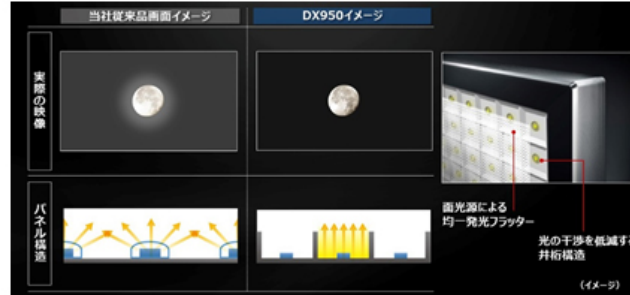 当社従来品画面イメージ
DX950イメージ
実際の映像
パネル構造
面光源による
均一発光フラッター
光の干渉を低減す
井桁構造
(イメージ)